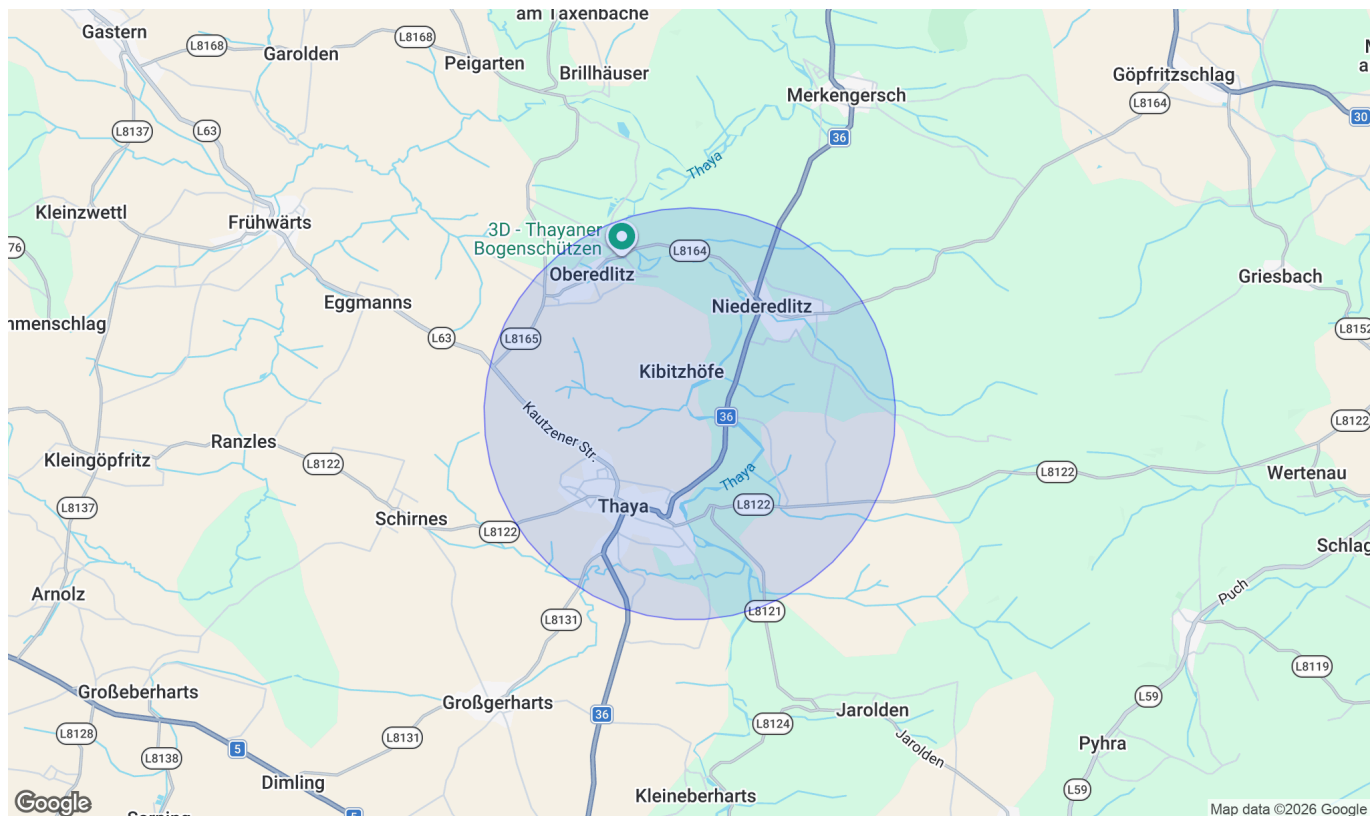 am Taxenbache
Gastern
L8168
L8168
Garolden
Peigarten
Brillhäuser
Göpfritzschlag
Merkengersch
L8164
30
L8137
L63
36
Thaya
Kleinzwettl
Frühwärts
3D - Thayaner
Bogenschützen
76
L8164
Oberedlitz
Griesbach
Eggmanns
Niederedlitz
mmenschlag
L63
L8165
L8152
Kibitzhöfe
Kautzener Str.
36
L8122
Ranzles
Kleingöpfritz
L8122
L8122
Wertenau
Thaya
L8137
Thaya
L8122
Schirnes
L8122
Schlag
Arnolz
Puch
L8131
L8121
L8119
Großeberharts
L59
Großgerharts
Jarolden
36
L8124
L8128
L8131
5
Jarolden
Pyhra
L8138
Dimling
L59
Kleineberharts
Google
5
Map data ©2026 Google